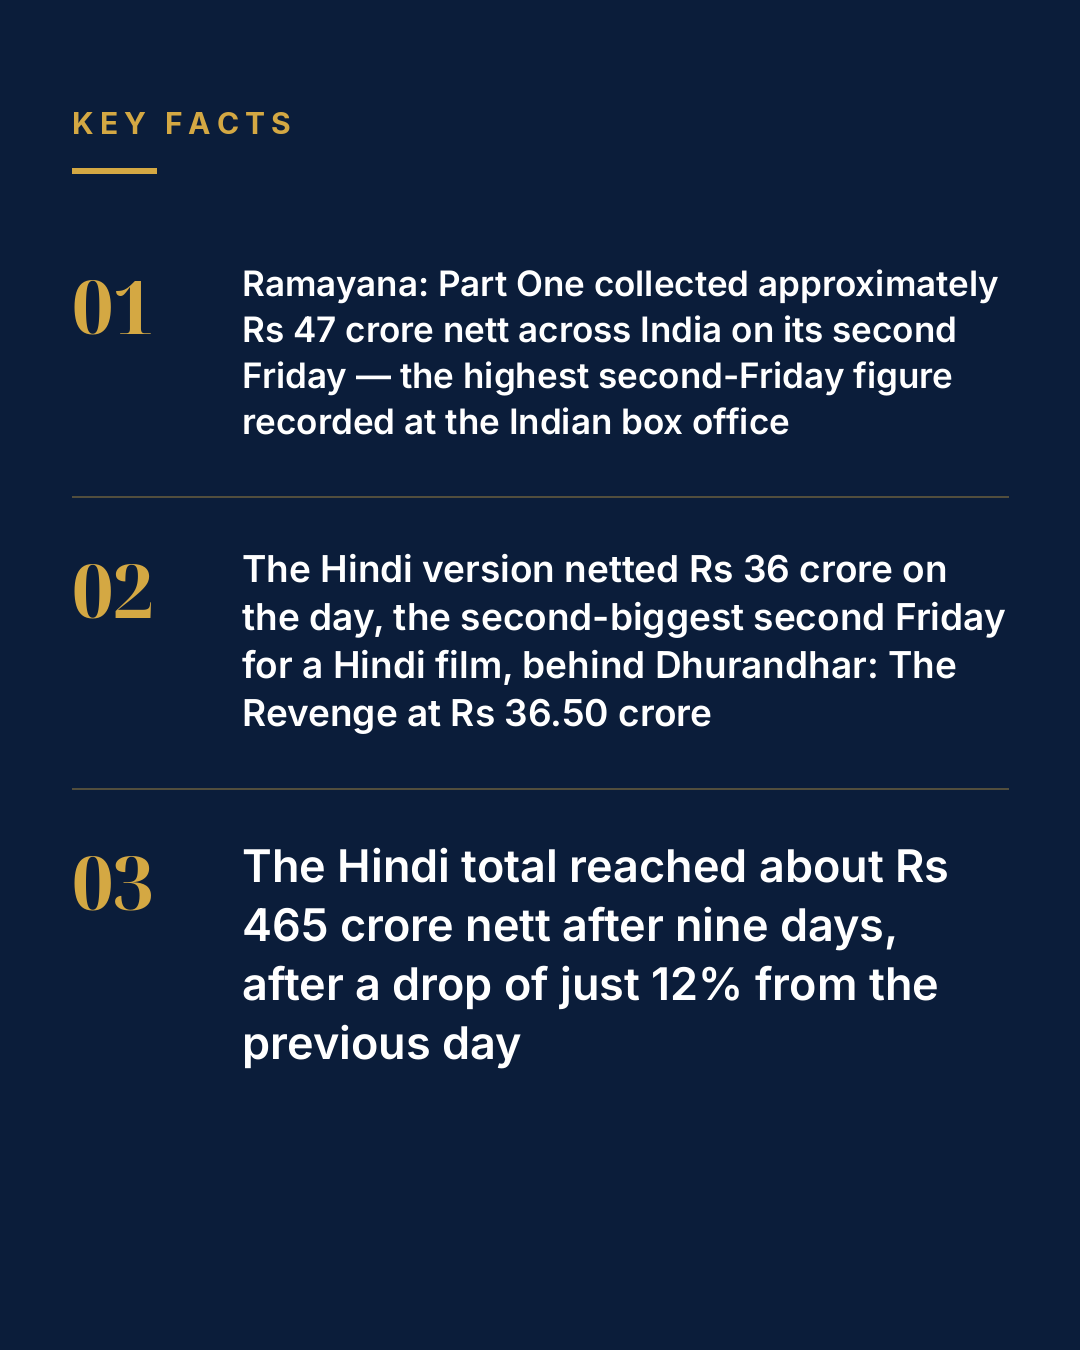 KEY FACTS
01
Ramayana: Part One collected approximately
Rs 47 crore nett across India on its second
Friday — the highest second-Friday figure
recorded at the Indian box office
02
The Hindi version netted Rs 36 crore on
the day, the second-biggest second Friday
for a Hindi film, behind Dhurandhar: The
Revenge at Rs 36.50 crore
03
The Hindi total reached about Rs
465 crore nett after nine days,
after a drop of just 12% from the
previous day